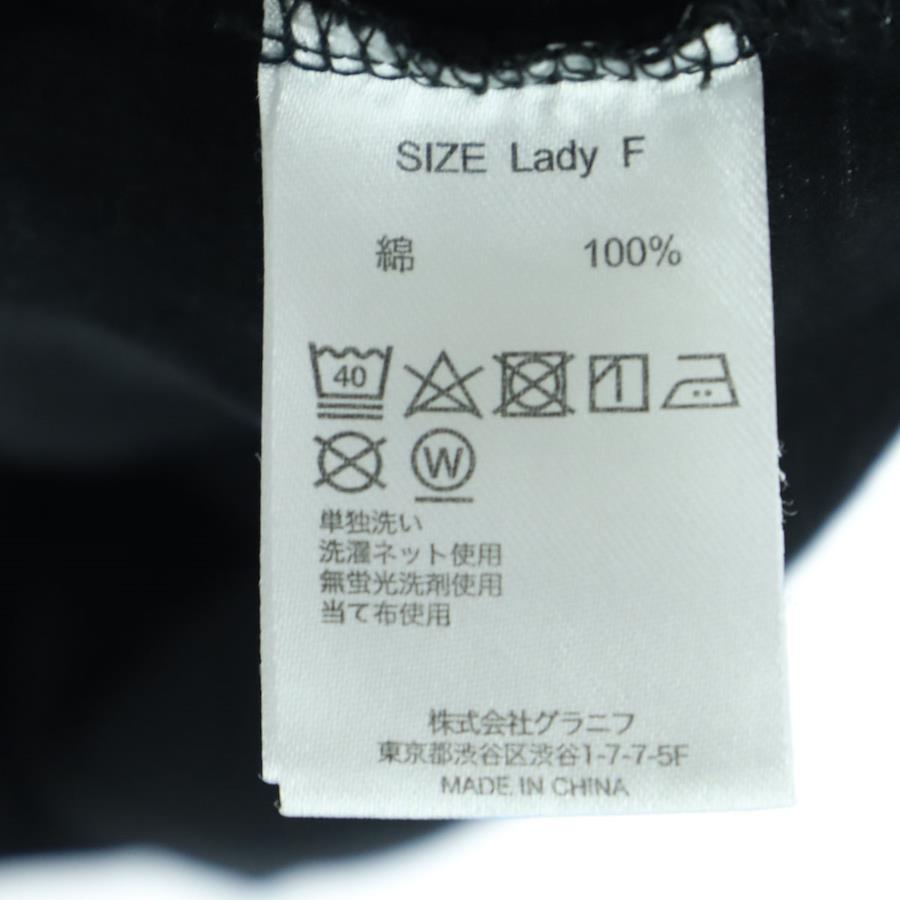 SIZE Lady F
綿 100%
40
W
単独洗い
洗濯ネット使用
無蛍光洗剤使用
当て布使用
株式会社グラニフ
東京都渋谷区渋谷1-7-7-5F
MADE IN CHINA